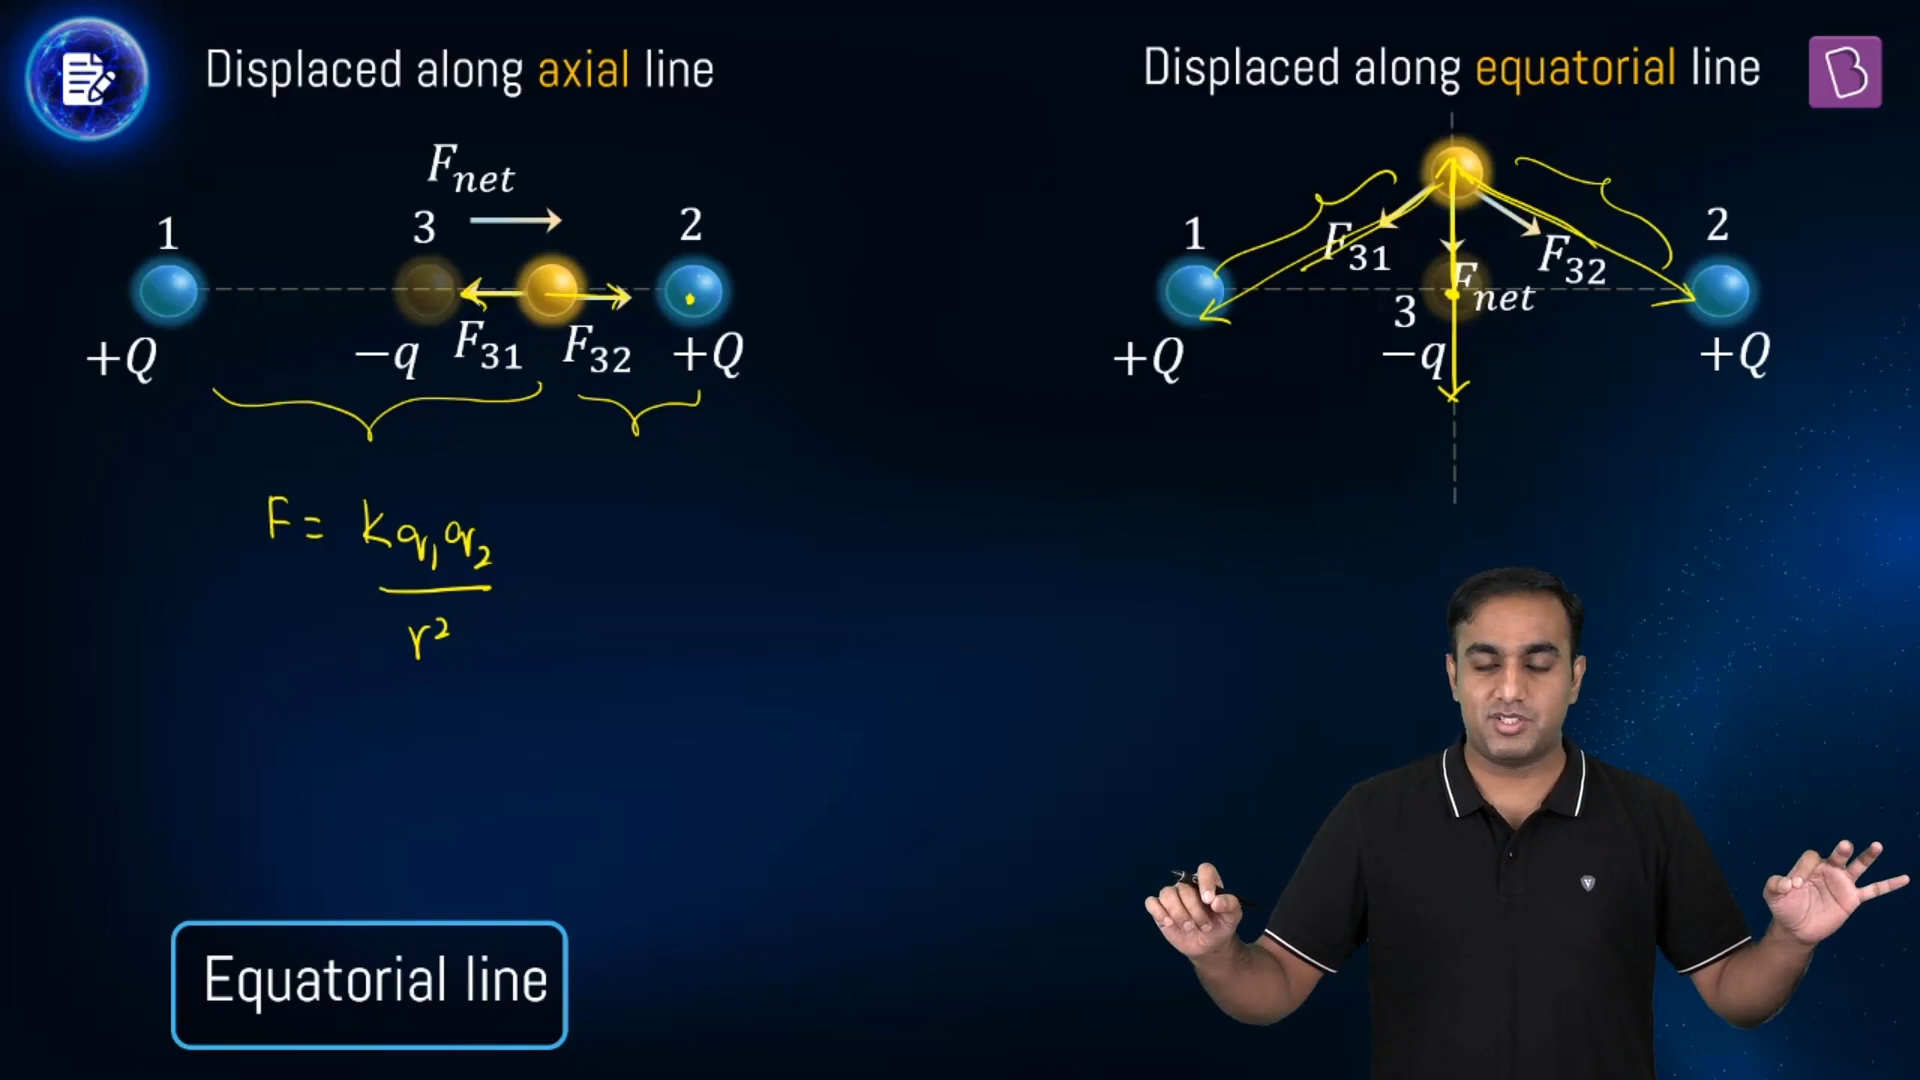 Displaced along axial line
F_net
1
3
2
+Q
−q
F_31
F_32
+Q
F = Kq_1q_2
r²
Equatorial line
Displaced along equatorial line
B
1
F_31
F_32
2
F_net
3
+Q
−q
+Q